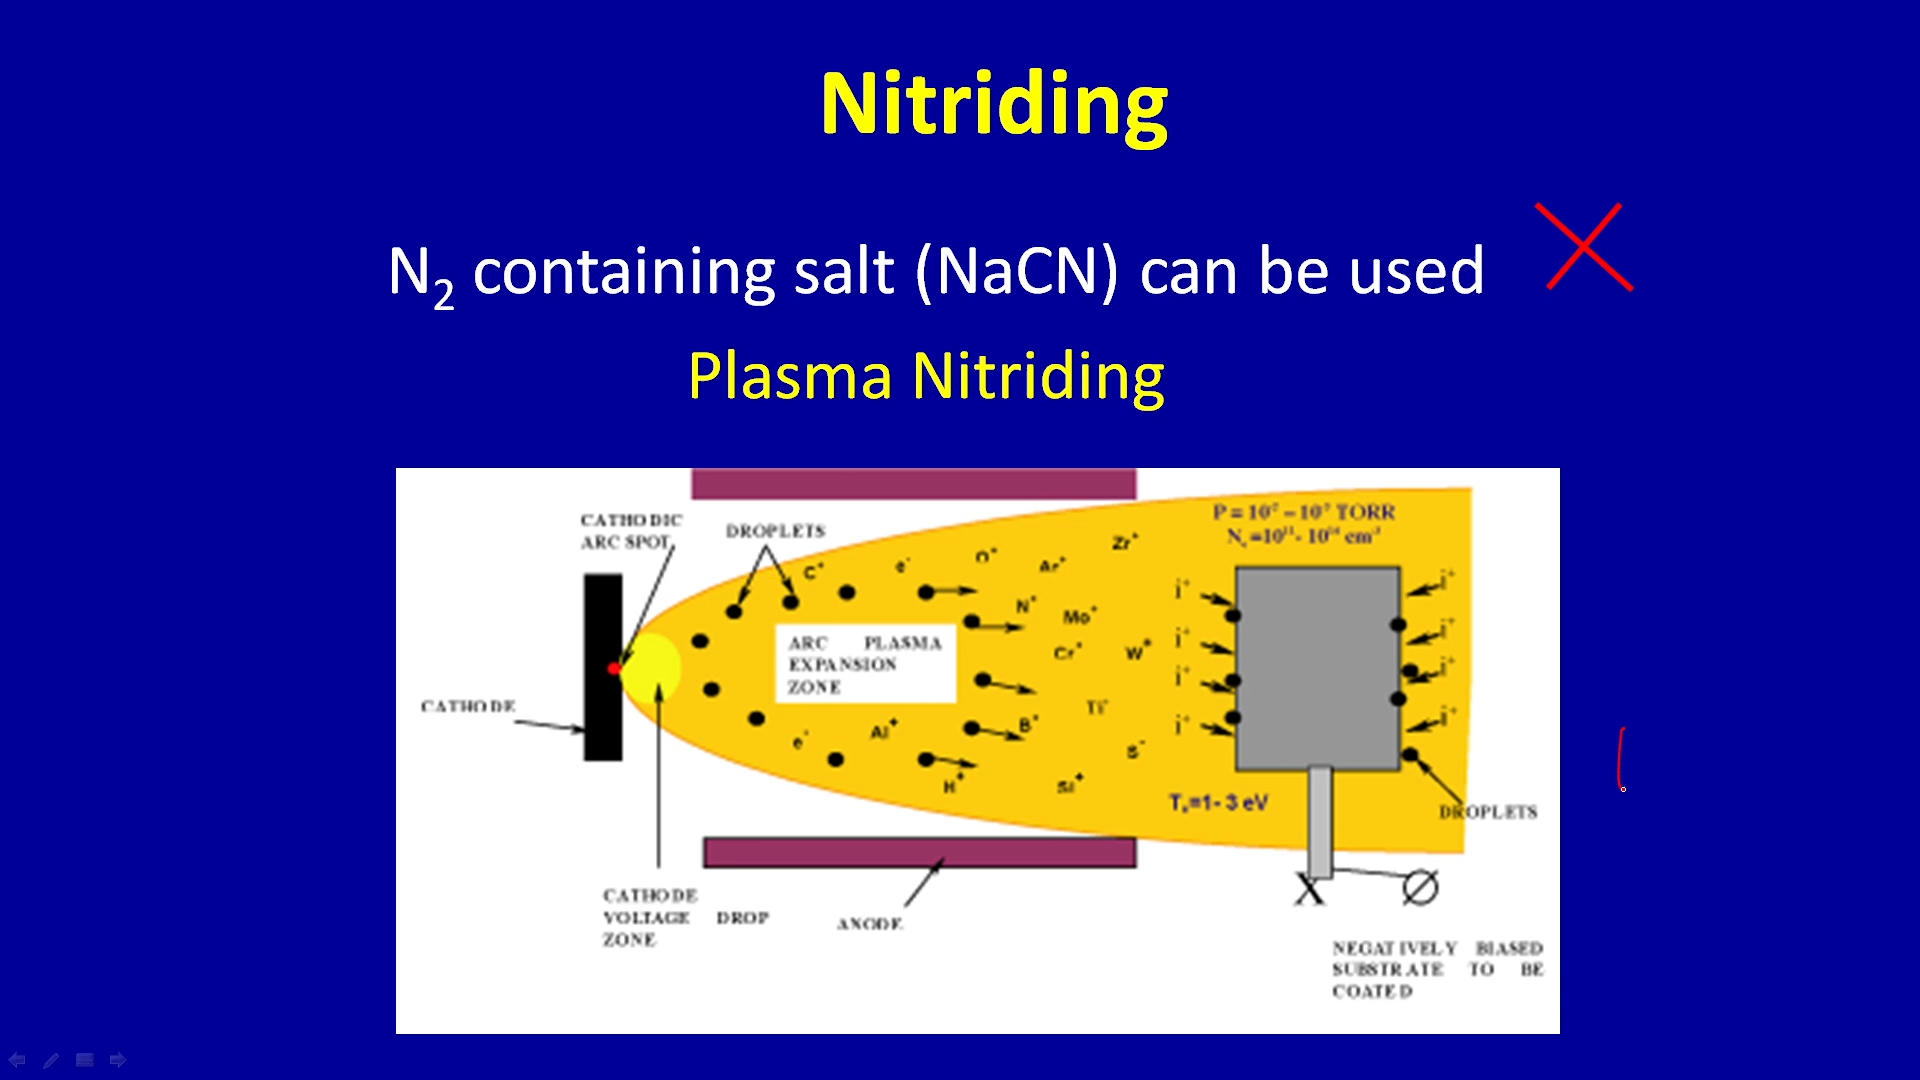 Nitriding
N₂ containing salt (NaCN) can be used
Plasma Nitriding
CATHODIC
ARC SPOT
DROPLETS
TORR
C⁺
e⁻
O⁺
Ar⁺
Zr⁺
N⁺
Mo⁺
Cr⁺
W⁺
ARC PLASMA
EXPANSION
ZONE
i⁺
i⁺
i⁺
i⁺
i⁺
i⁺
i⁺
i⁺
CATHODE
Al⁺
e⁻
B⁺
H⁺
=1- 3 eV
DROPLETS
X
CATHODE
VOLTAGE DROP
ZONE
ANODE
NEGATIVELY BIASED
SUBSTRATE TO BE
COATED